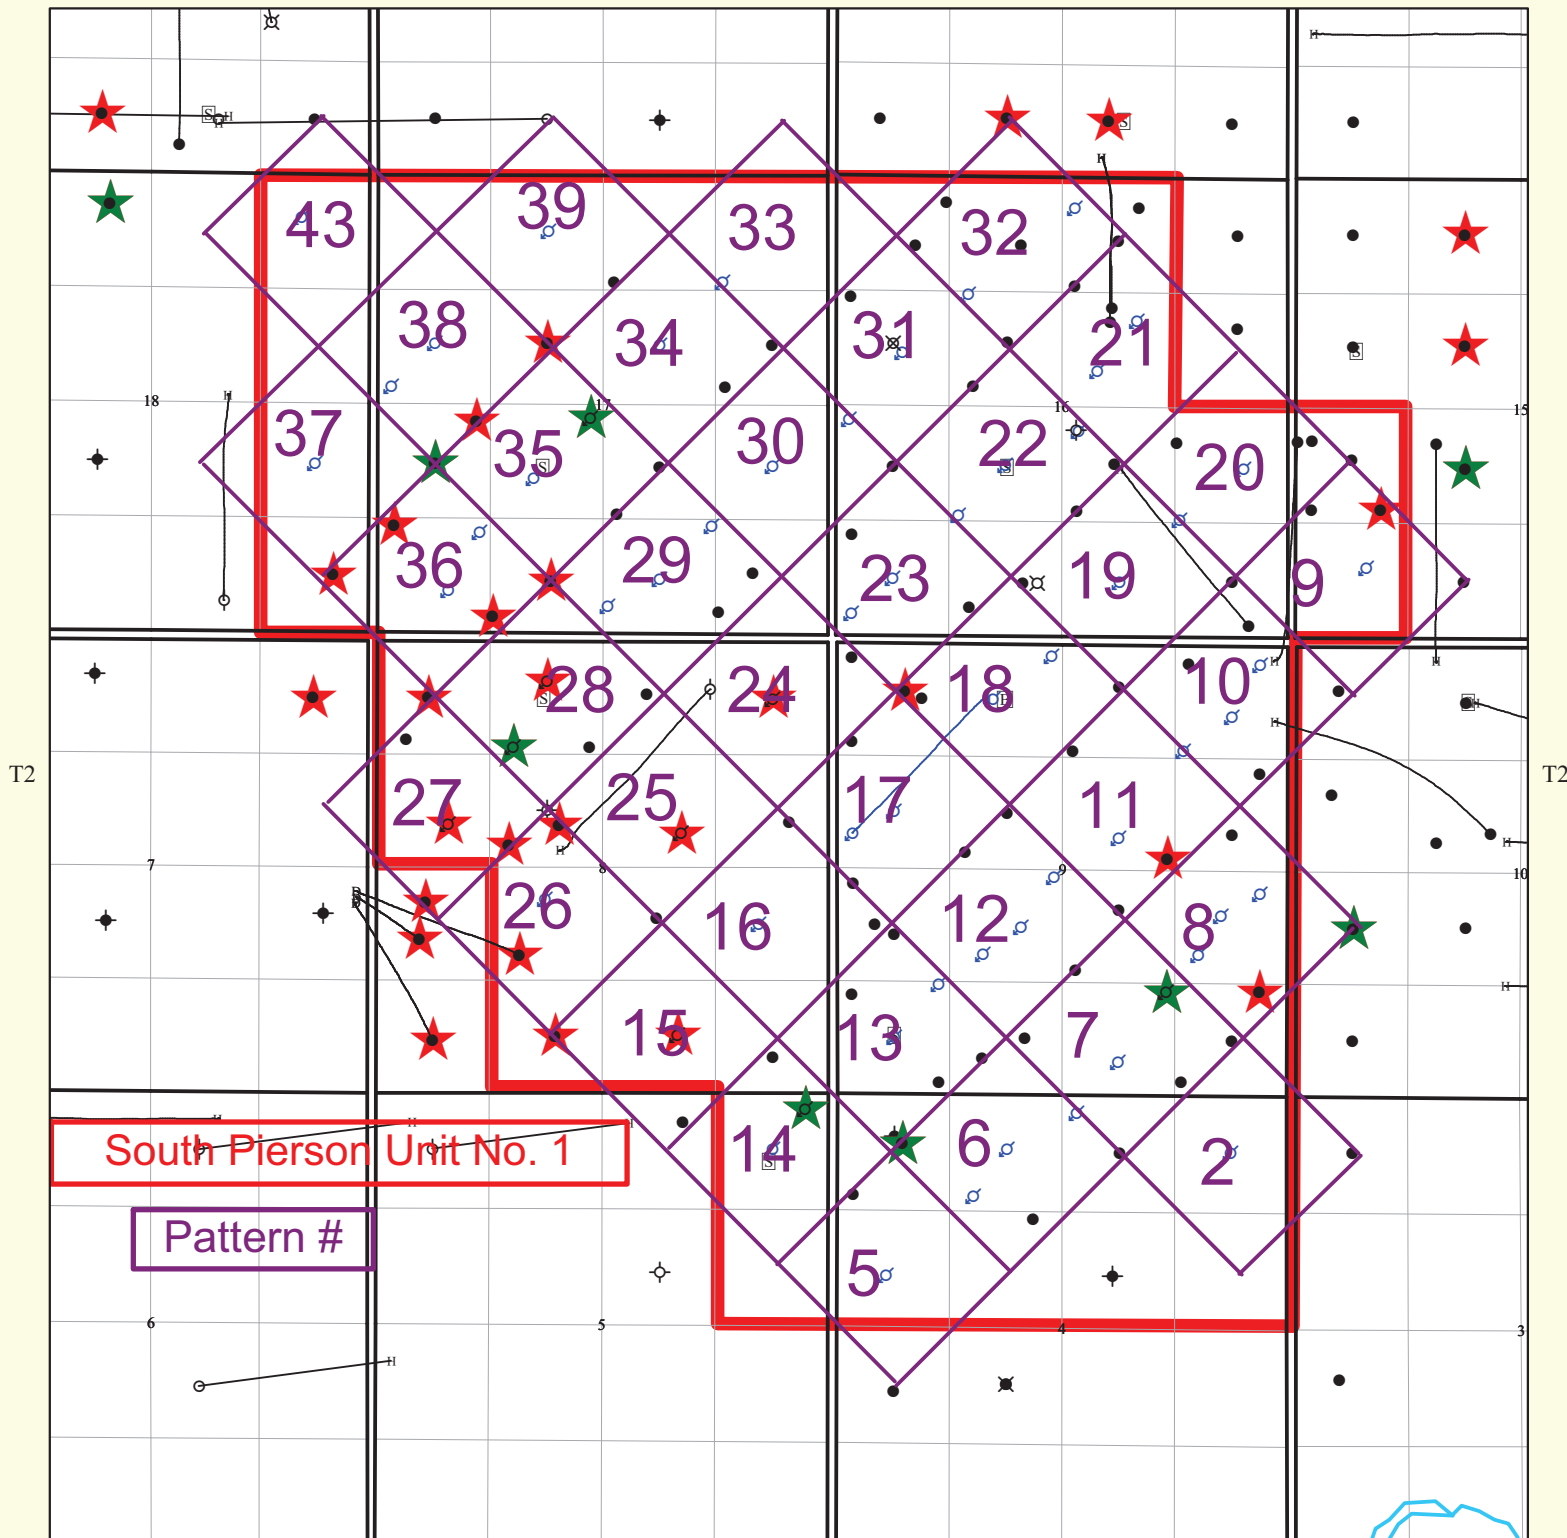 H
S H
H
S
H
43 39 33 32
38 34 31 21
S
H
18 17 16 15
37 35 30 22 20
S S
36 29 23 19 9
28 24 18 10
H H
S H H
H
T2 T2
27 25 17 11
H H
7 8 9 10
26 16 12 8
H
15 13 7
H H H
South Pierson Unit No. 1
14 6 2
S
Pattern #
5
6 5 4 3
H